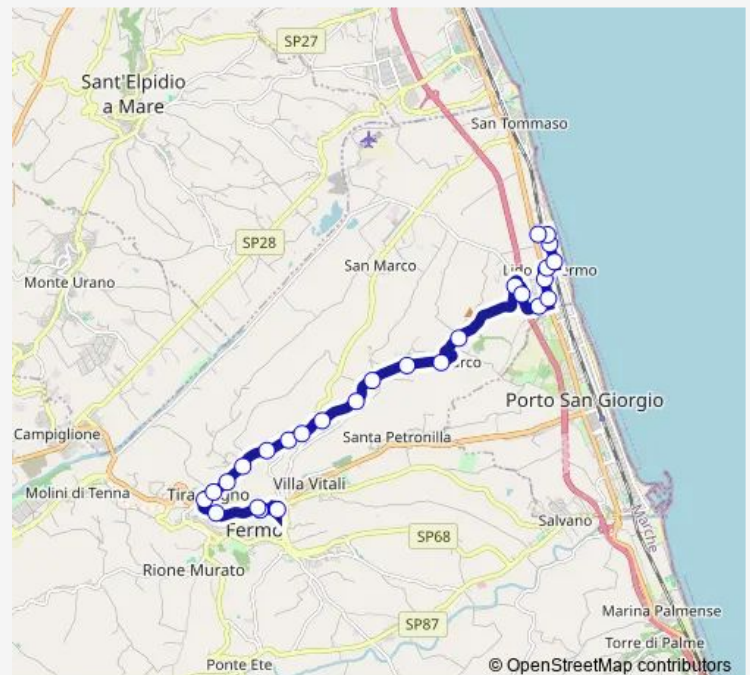 SP27
Sant'Elpidio
a Mare
San Tommaso
SP28
San Marco
Monte Urano
Porto San Giorgio
Campiglione
Santa Petronilla
Villa Vitali
Molini di Tenna
Fermo
SP68
Salvano
Marche
Rione Murato
SP87
Marina Palmense
Torre di Palme
Ponte Ete
© OpenStreetMap contributors